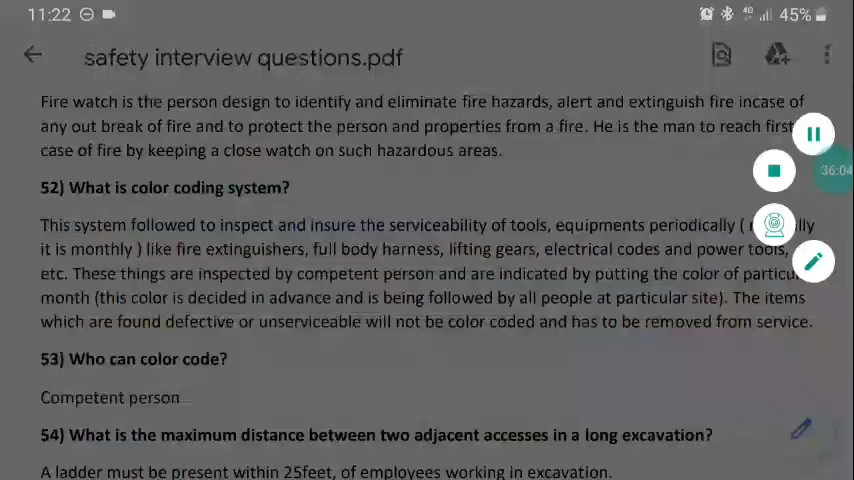 11:22 45%
safety interview questions.pdf
Fire watch is the person design to identify and eliminate fire hazards, alert and extinguish fire incase of
any out break of fire and to protect the person and properties from a fire. He is the man to reach first
case of fire by keeping a close watch on such hazardous areas.
36:04
52) What is color coding system?
This system followed to inspect and insure the serviceability of tools, equipments periodically (
it is monthly ) like fire extinguishers, full body harness, lifting gears, electrical codes and power tools,
etc. These things are inspected by competent person and are indicated by putting the color of
month (this color is decided in advance and is being followed by all people at particular site). The items
which are found defective or unserviceable will not be color coded and has to be removed from service.
53) Who can color code?
Competent person
54) What is the maximum distance between two adjacent accesses in a long excavation?
A ladder must be present within 25feet, of employees working in excavation.